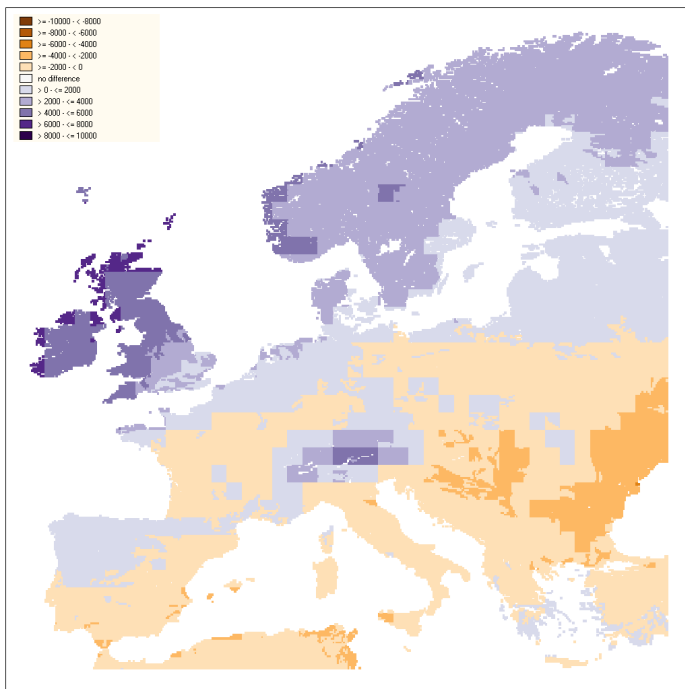 >= -10000 - < -8000
>= -8000 - < -6000
>= -6000 - < -4000
>= -4000 - < -2000
>= -2000 - < 0
no difference
> 0 - <= 2000
> 2000 - <= 4000
> 4000 - <= 6000
> 6000 - <= 8000
> 8000 - <= 10000